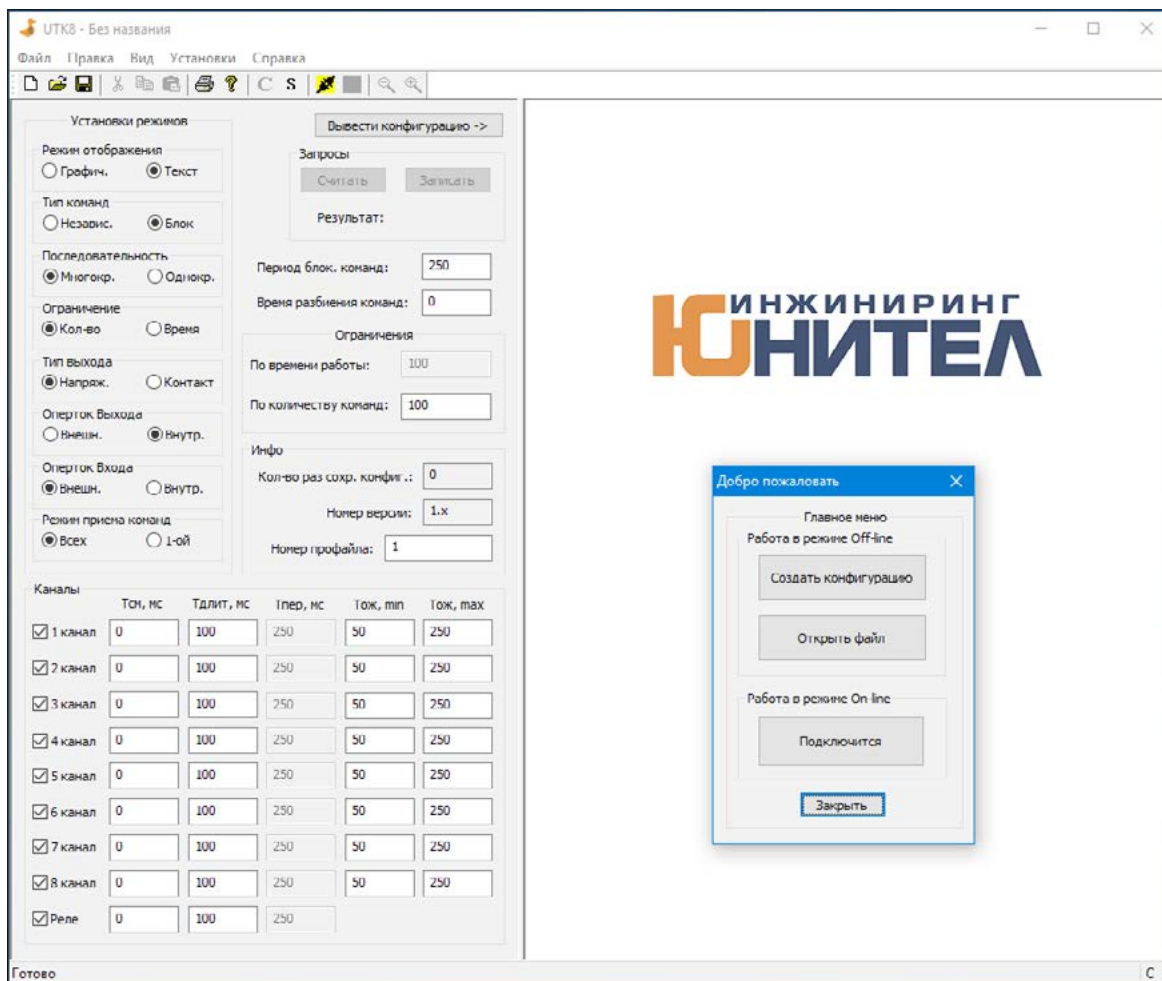 UTK8 - Без названия
Файл Правка Вид Установки Справка
C S
Установки режимов
Режим отображения
Графич. Текст
Тип команд
Независ. Блок
Последовательность
Многокр. Однокр.
Ограничение
Кол-во Время
Тип выхода
Напряж. Контакт
Оперток Выхода
Внешн. Внутр.
Оперток Входа
Внешн. Внутр.
Режим приема команд
Всех 1-ой
Вывести конфигурацию ->
Запросы
Считать Записать
Результат:
Период блок. команд: 250
Время разбиения команд: 0
Ограничения
По времени работы: 100
По количеству команд: 100
Инфо
Кол-во раз сохр. конфиг.: 0
Номер версии: 1.x
Номер профайла: 1
Каналы
Тсм, мс Тдлит, мс Тпер, мс Тож, min Тож, max
1 канал 0 100 250 50 250
2 канал 0 100 250 50 250
3 канал 0 100 250 50 250
4 канал 0 100 250 50 250
5 канал 0 100 250 50 250
6 канал 0 100 250 50 250
7 канал 0 100 250 50 250
8 канал 0 100 250 50 250
Реле 0 100 250
ЮНИТЕЛ ИНЖИНИРИНГ
Добро пожаловать
Главное меню
Работа в режиме Off-line
Создать конфигурацию
Открыть файл
Работа в режиме On-line
Подключится
Закрыть
Готово
C